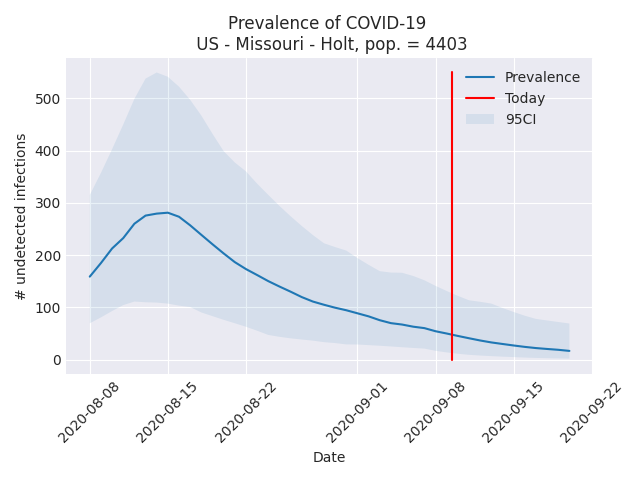 Prevalence of COVID-19
US - Missouri - Holt, pop. = 4403
Prevalence
Today
95CI
# undetected infections
500
400
300
200
100
0
2020-08-08
2020-08-15
2020-08-22
2020-09-01
2020-09-08
2020-09-15
2020-09-22
Date